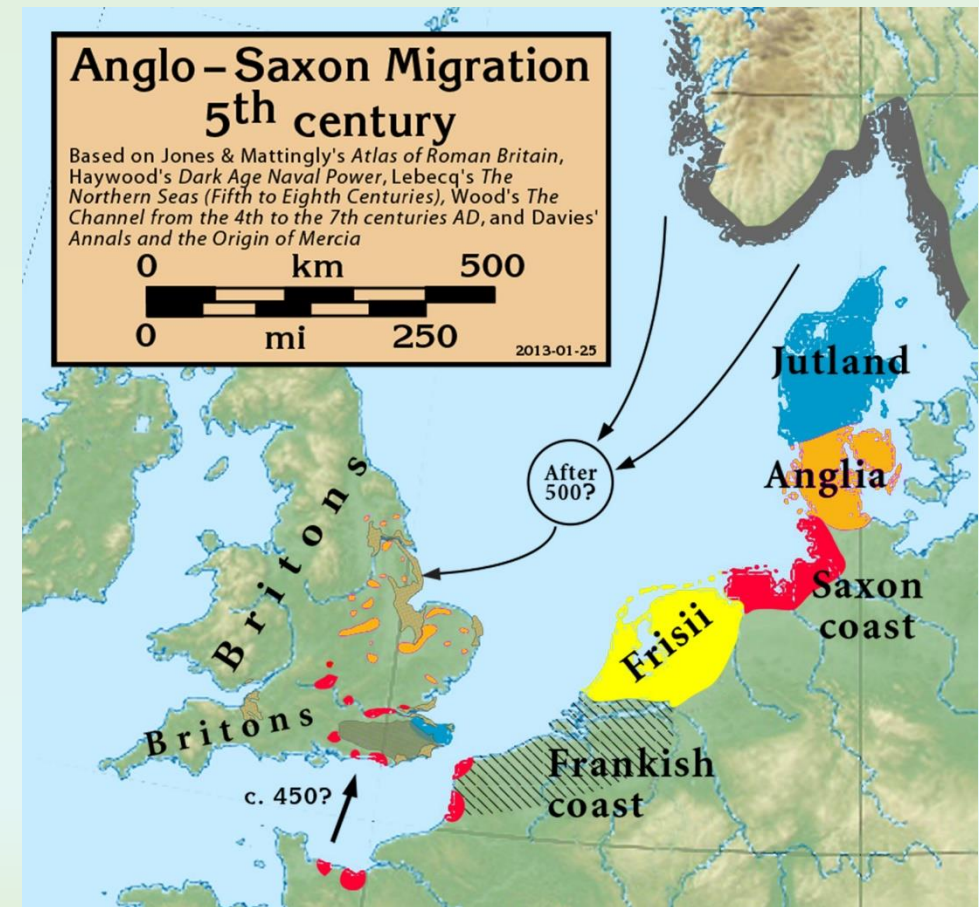 Anglo – Saxon Migration
5th century
Based on Jones & Mattingly's Atlas of Roman Britain,
Haywood's Dark Age Naval Power, Lebecq's The
Northern Seas (Fifth to Eighth Centuries), Wood's The
Channel from the 4th to the 7th centuries AD, and Davies'
Annals and the Origin of Mercia
0 km 500
0 mi 250
2013-01-25
Jutland
Anglia
After
500?
Saxon
coast
Frisii
Britons
Britons
Frankish
coast
c. 450?